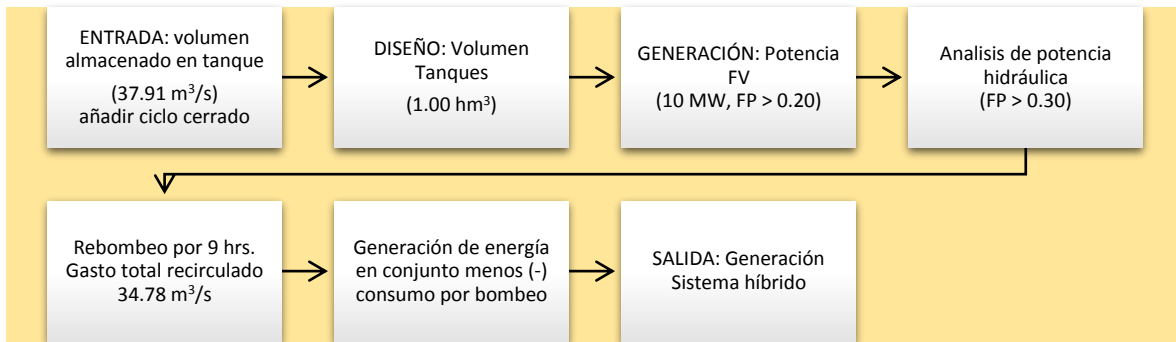 ENTRADA: volumen
almacenado en tanque
(37.91 m³/s)
añadir ciclo cerrado
DISEÑO: Volumen
Tanques
(1.00 hm³)
GENERACIÓN: Potencia
FV
(10 MW, FP > 0.20)
Analisis de potencia
hidráulica
(FP > 0.30)
Rebombeo por 9 hrs.
Gasto total recirculado
34.78 m³/s
Generación de energía
en conjunto menos (-)
consumo por bombeo
SALIDA: Generación
Sistema híbrido